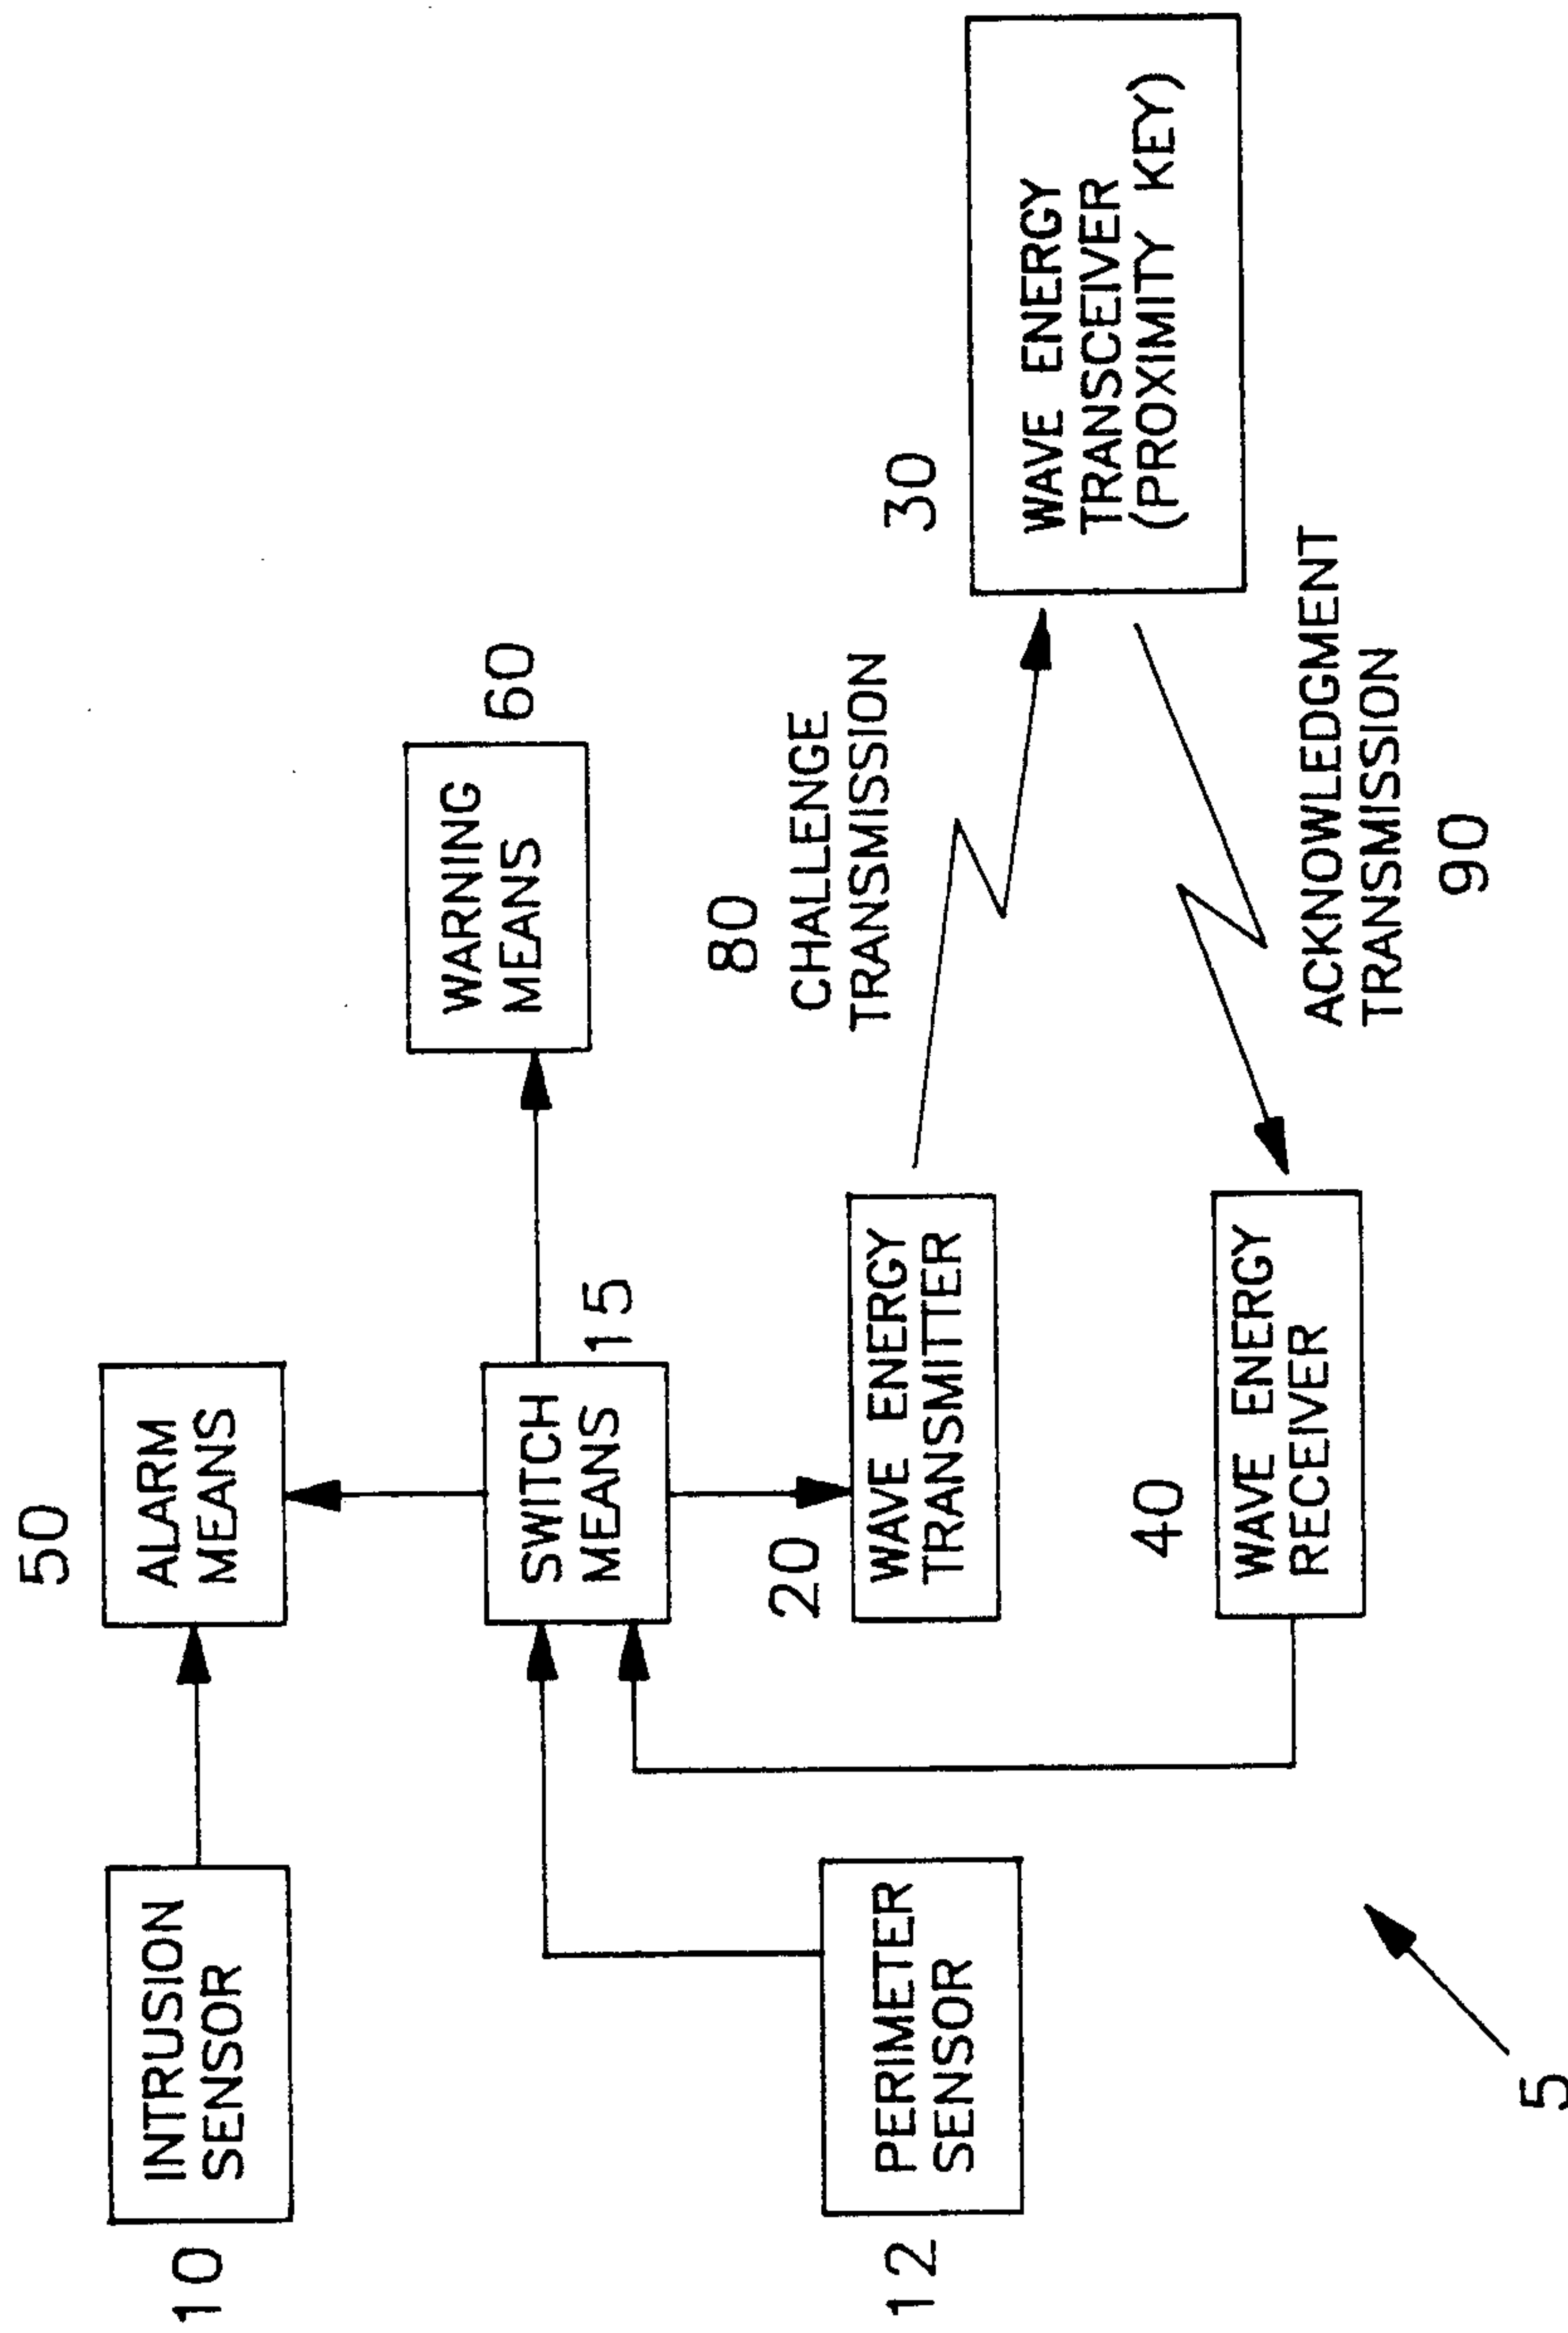 50
10
INTRUSION
SENSOR
ALARM
MEANS
60
WARNING
MEANS
SWITCH
MEANS
15
80
CHALLENGE
TRANSMISSION
30
WAVE ENERGY
TRANSCEIVER
(PROXIMITY KEY)
20
WAVE ENERGY
TRANSMITTER
12
PERIMETER
SENSOR
40
WAVE ENERGY
RECEIVER
ACKNOWLEDGMENT
TRANSMISSION
90
5